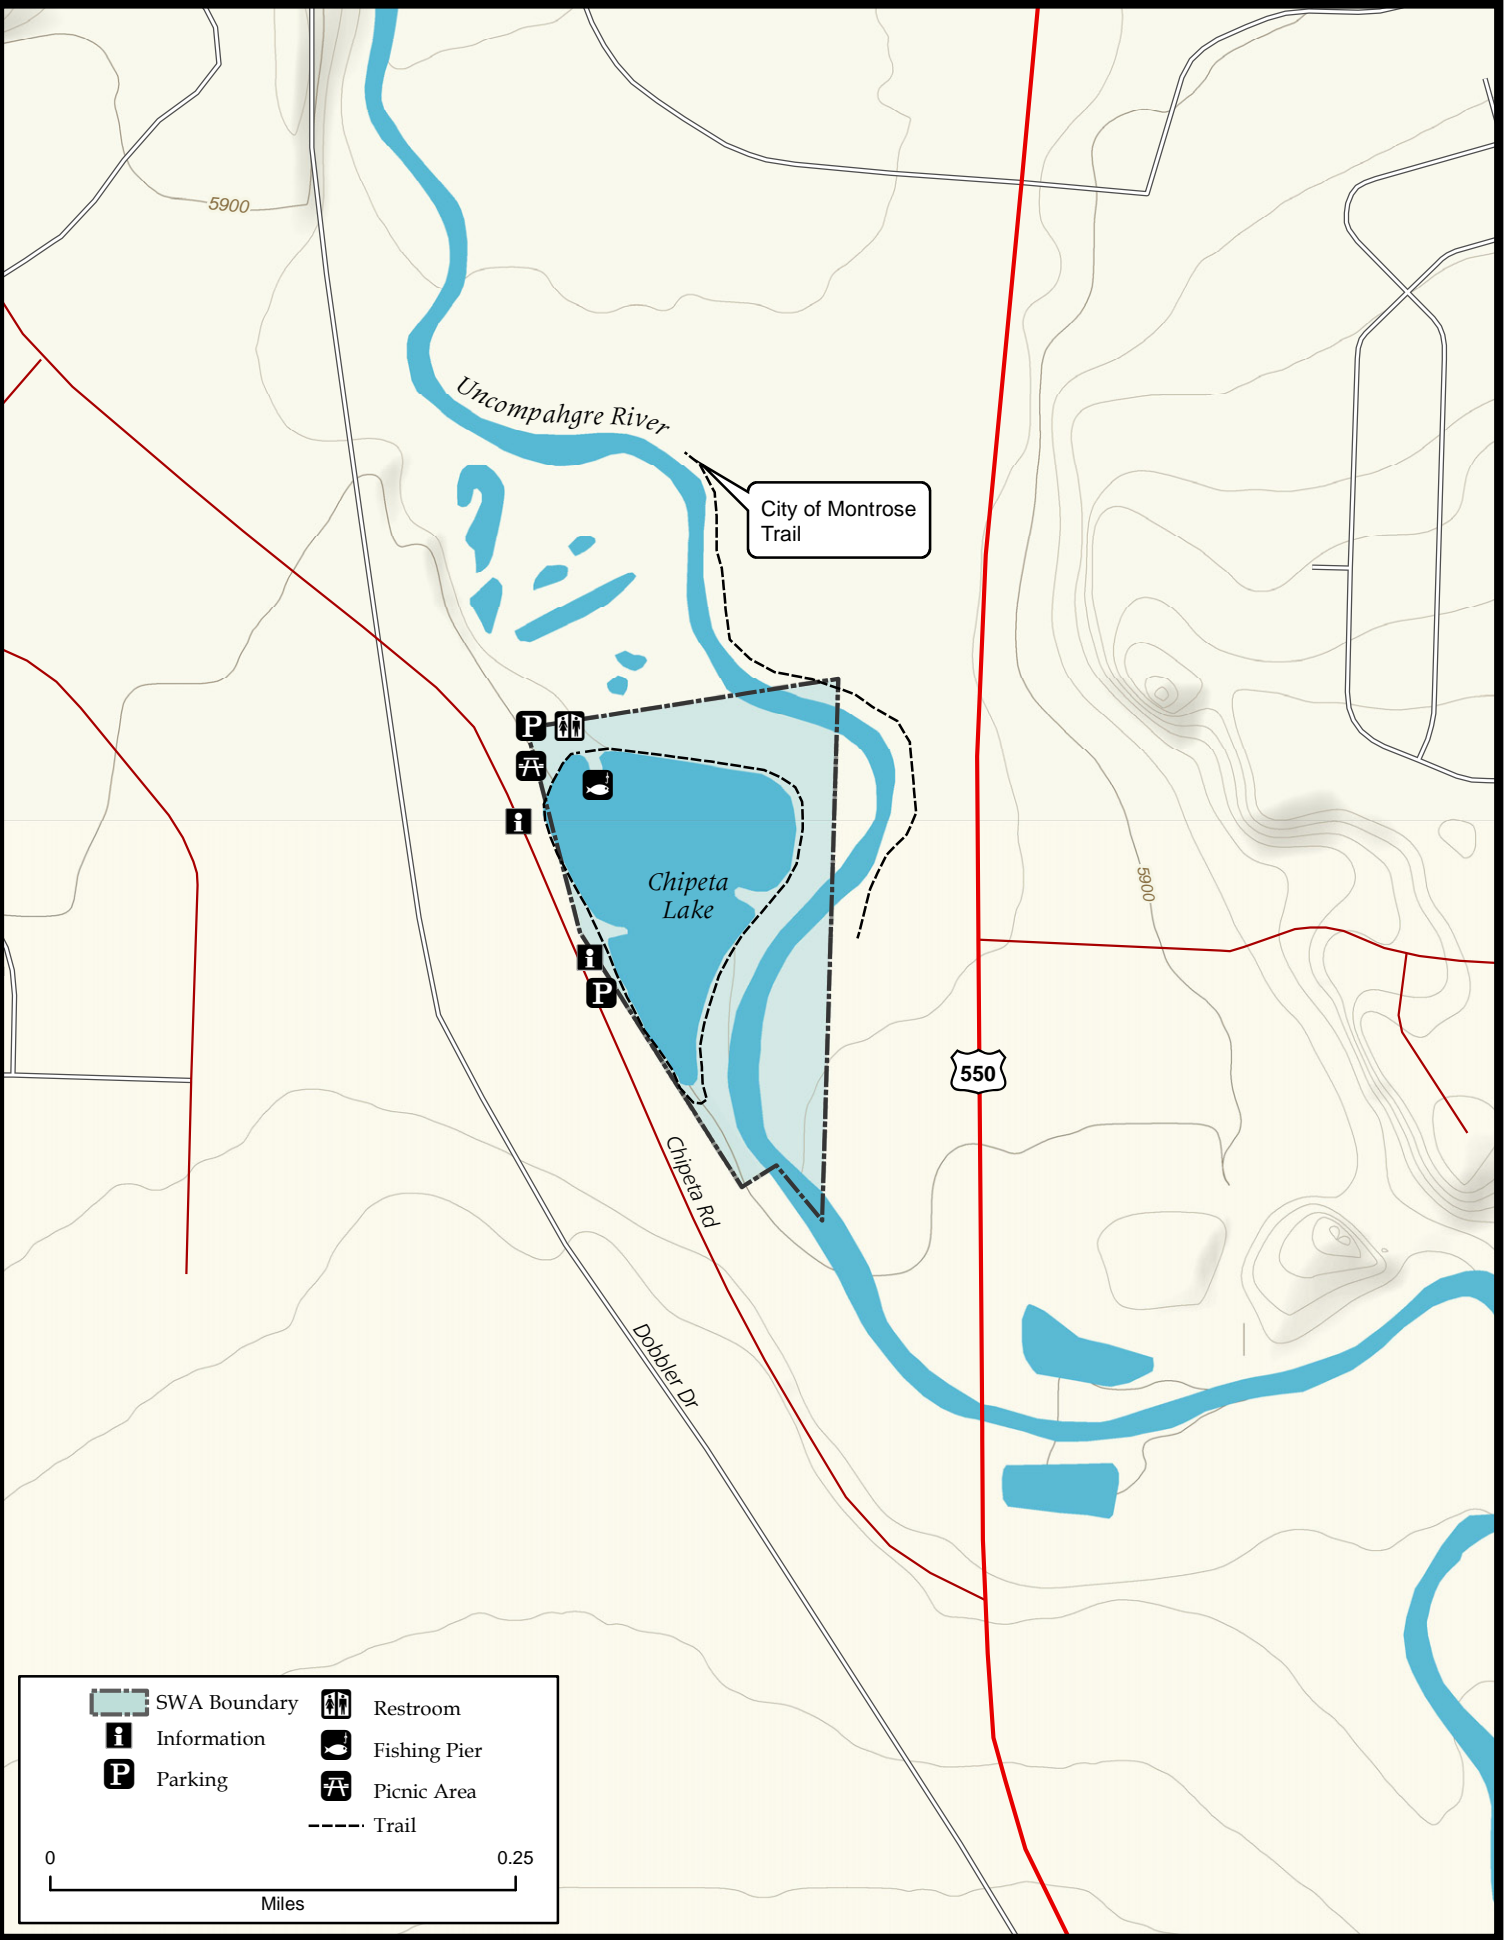 5900
Uncompahgre River
City of Montrose
Trail
P
i
Chipeta
Lake
5900
i
P
550
Chipeta Rd
Dobbler Dr
SWA Boundary
Restroom
i
Information
Fishing Pier
P
Parking
Picnic Area
Trail
0
0.25
Miles